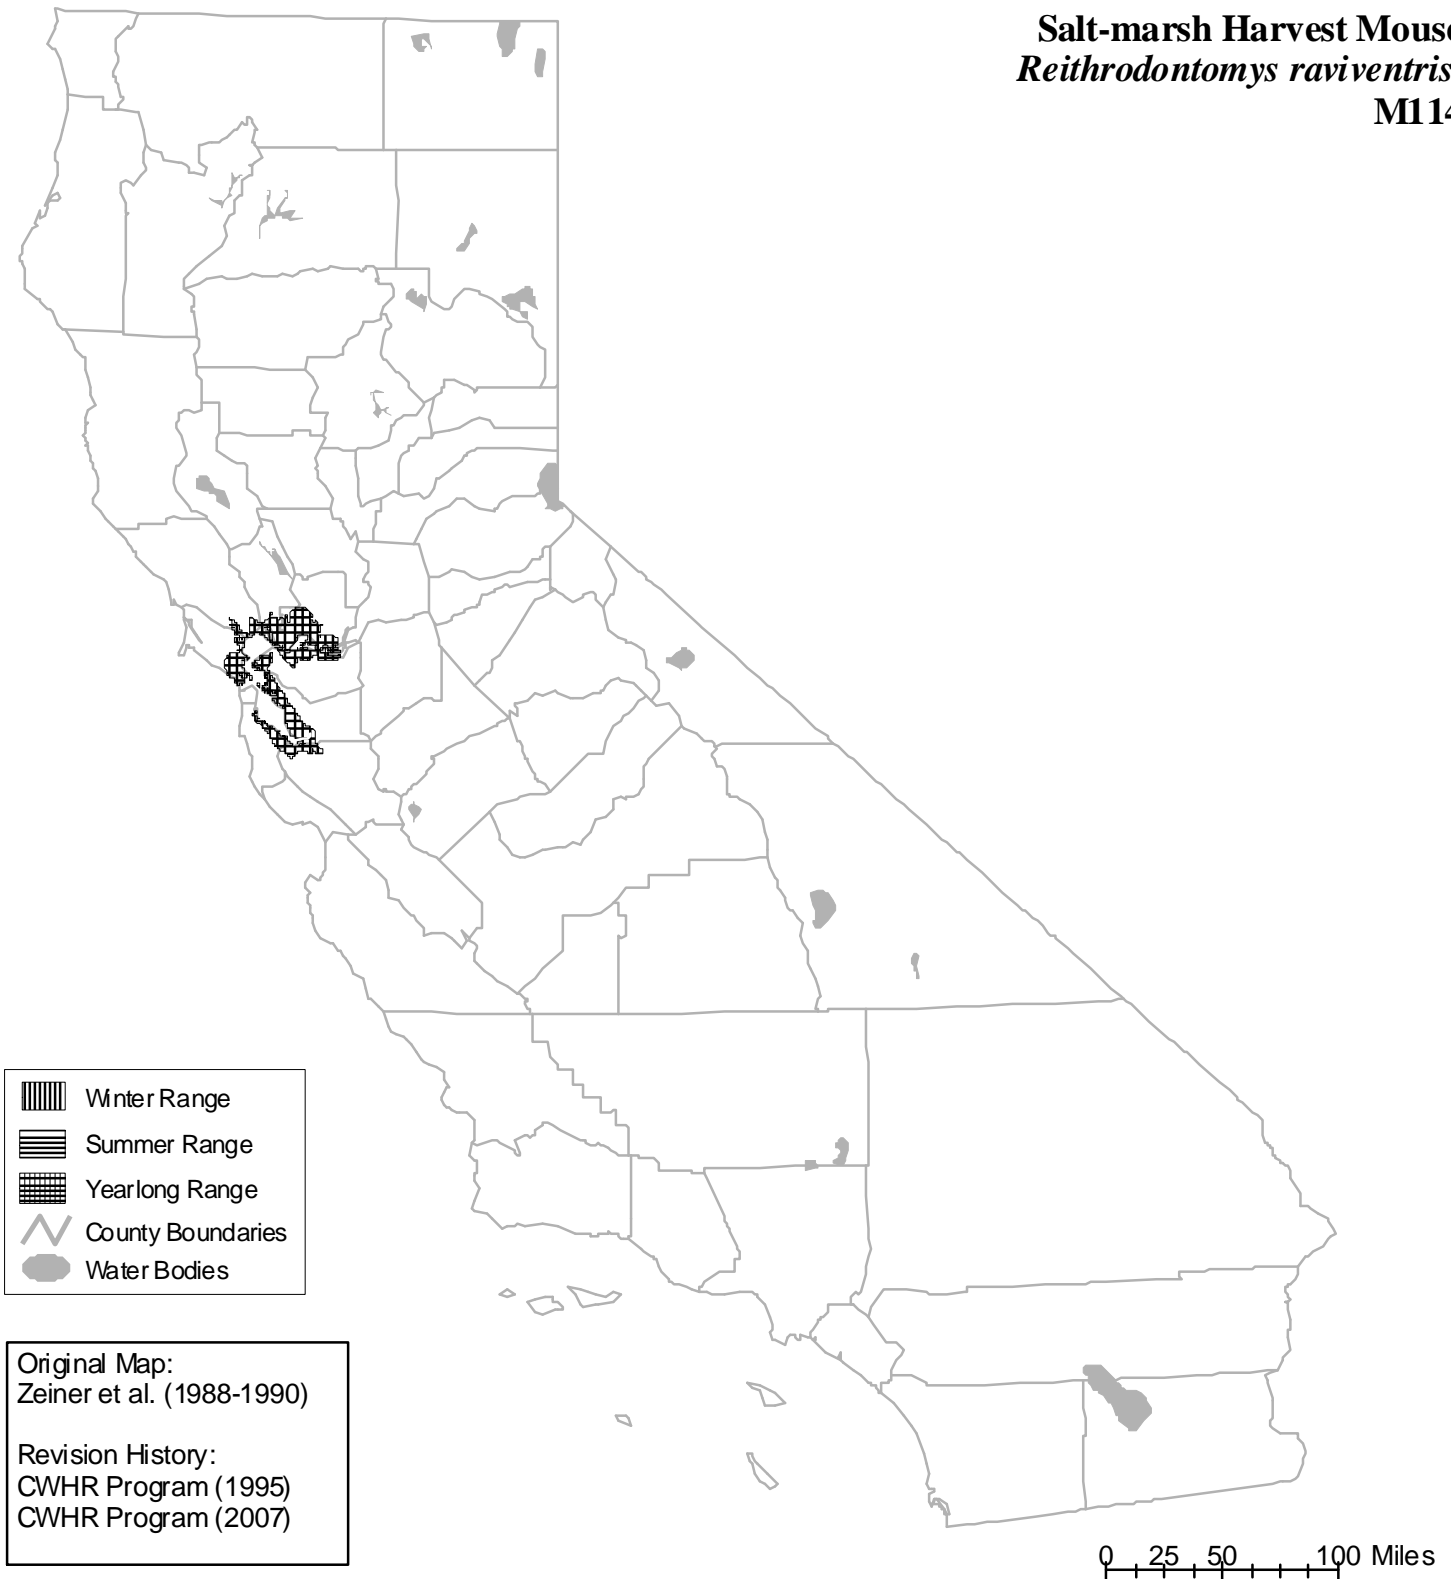 Salt-marsh Harvest Mouse
Reithrodontomys raviventris
M114
Winter Range
Summer Range
Yearlong Range
County Boundaries
Water Bodies
Original Map:
Zeiner et al. (1988-1990)
Revision History:
CWHR Program (1995)
CWHR Program (2007)
0 25 50 100 Miles